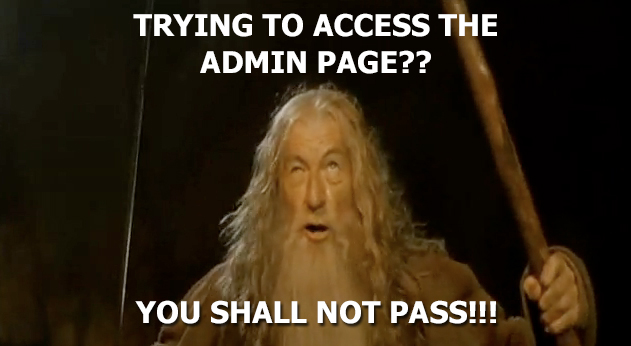 TRYING TO ACCESS THE
ADMIN PAGE??
YOU SHALL NOT PASS!!!